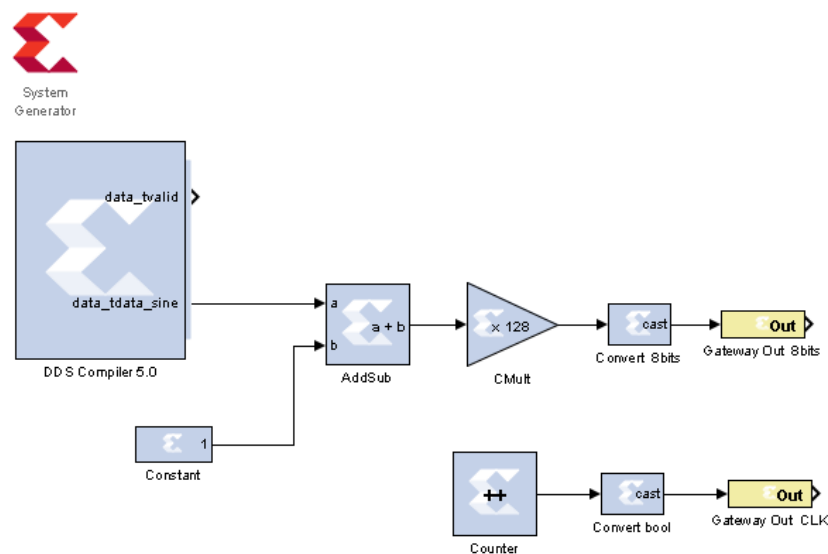 System
Generator
data_tvalid
data_tdata_sine
DDS Compiler 5.0
a
b
a + b
AddSub
x 128
CMult
cast
Convert 8bits
Out
Gateway Out 8bits
1
Constant
++
Counter
cast
Convert bool
Out
Gateway Out CLK